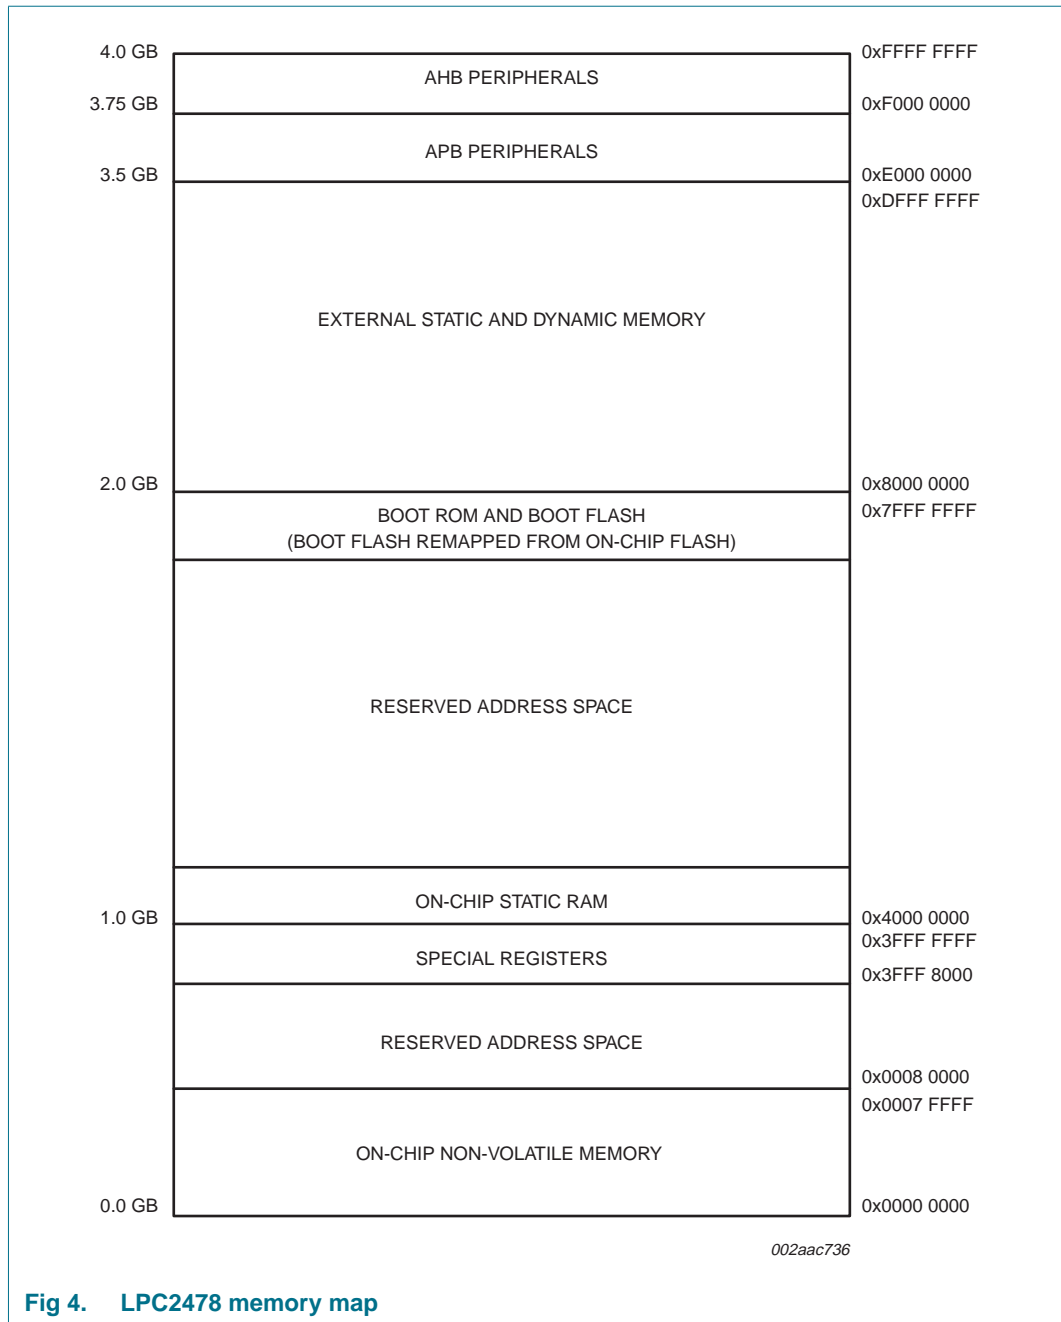 4.0 GB 0xFFFF FFFF
AHB PERIPHERALS
3.75 GB 0xF000 0000
APB PERIPHERALS
3.5 GB 0xE000 0000
0xDFFF FFFF
EXTERNAL STATIC AND DYNAMIC MEMORY
2.0 GB 0x8000 0000
BOOT ROM AND BOOT FLASH 0x7FFF FFFF
(BOOT FLASH REMAPPED FROM ON-CHIP FLASH)
RESERVED ADDRESS SPACE
ON-CHIP STATIC RAM
1.0 GB 0x4000 0000
0x3FFF FFFF
SPECIAL REGISTERS
0x3FFF 8000
RESERVED ADDRESS SPACE
0x0008 0000
0x0007 FFFF
ON-CHIP NON-VOLATILE MEMORY
0.0 GB 0x0000 0000
002aac736
Fig 4. LPC2478 memory map